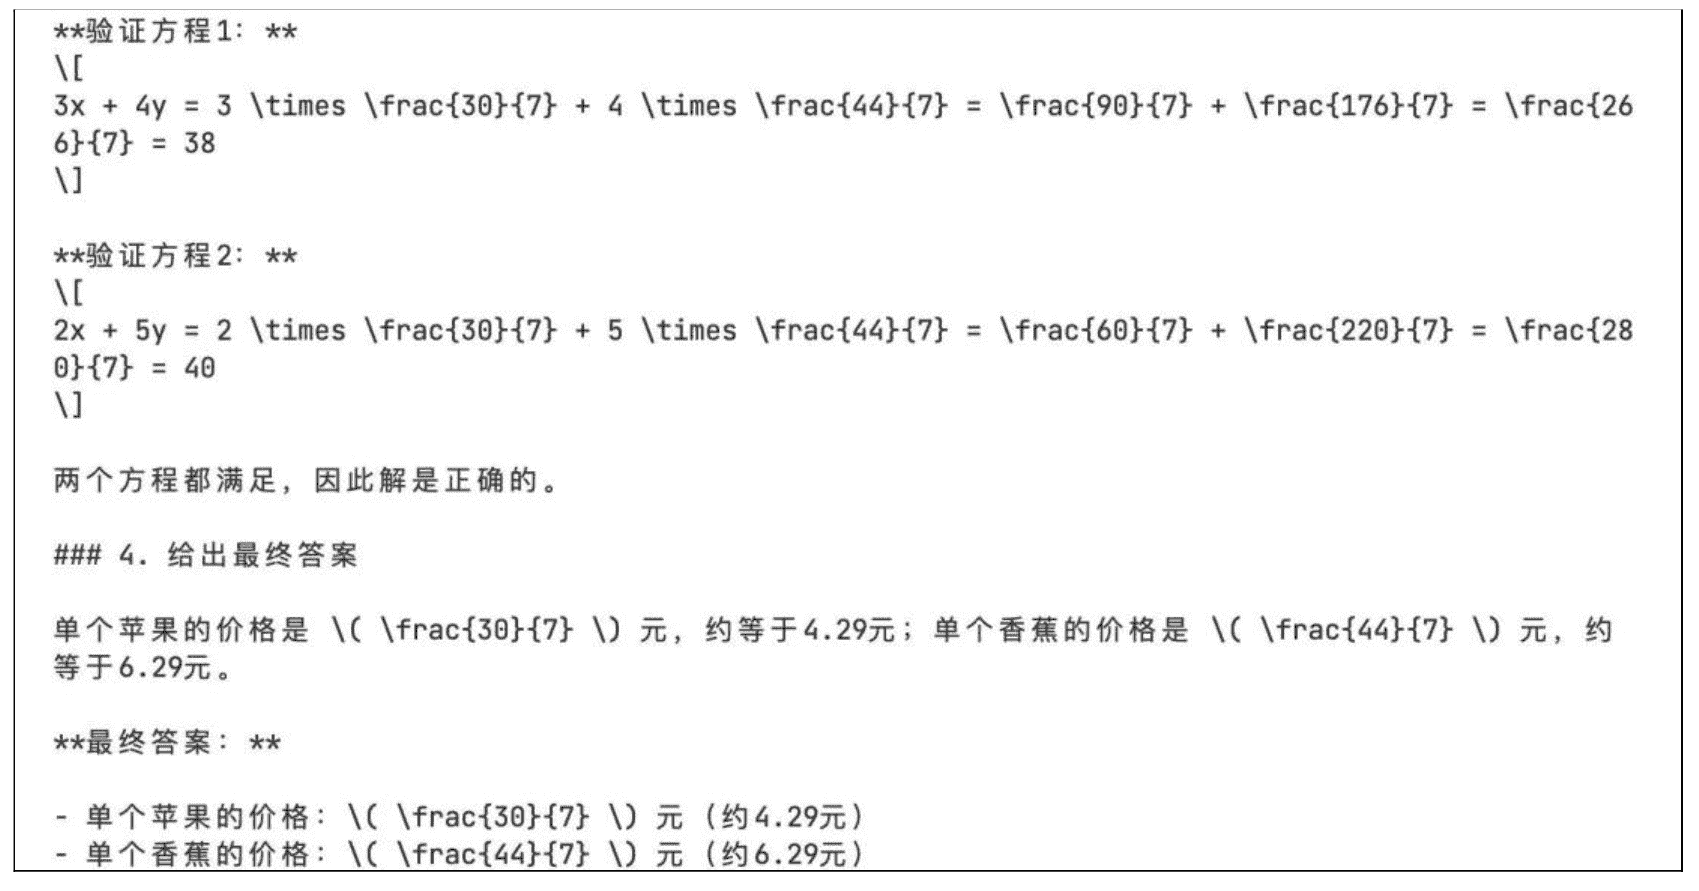 **验证方程1：**
\[
3x + 4y = 3 \times \frac{30}{7} + 4 \times \frac{44}{7} = \frac{90}{7} + \frac{176}{7} = \frac{26
6}{7} = 38
\]
**验证方程2：**
\[
2x + 5y = 2 \times \frac{30}{7} + 5 \times \frac{44}{7} = \frac{60}{7} + \frac{220}{7} = \frac{28
0}{7} = 40
\]
两个方程都满足，因此解是正确的。
### 4. 给出最终答案
单个苹果的价格是 \( \frac{30}{7} \) 元，约等于4.29元；单个香蕉的价格是 \( \frac{44}{7} \) 元，约
等于6.29元。
**最终答案：**
- 单个苹果的价格：\( \frac{30}{7} \) 元（约4.29元）
- 单个香蕉的价格：\( \frac{44}{7} \) 元（约6.29元）